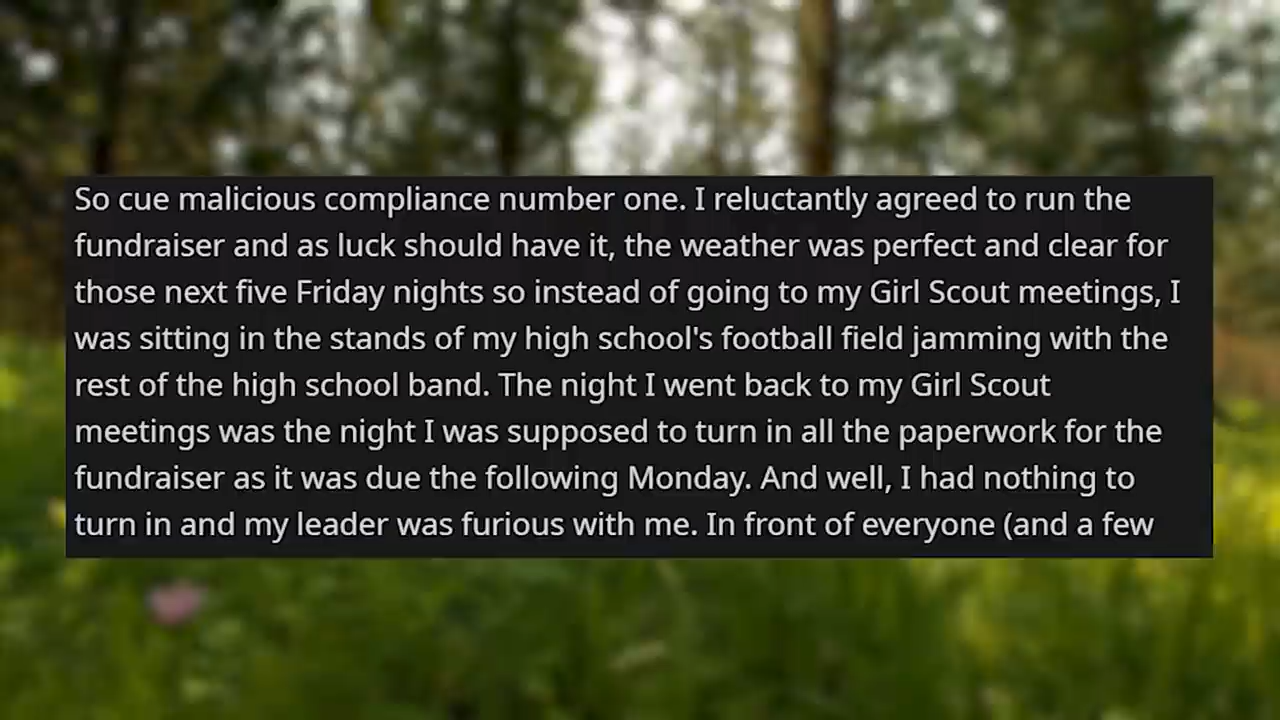 So cue malicious compliance number one. I reluctantly agreed to run the
fundraiser and as luck should have it, the weather was perfect and clear for
those next five Friday nights so instead of going to my Girl Scout meetings, I
was sitting in the stands of my high school's football field jamming with the
rest of the high school band. The night I went back to my Girl Scout
meetings was the night I was supposed to turn in all the paperwork for the
fundraiser as it was due the following Monday. And well, I had nothing to
turn in and my leader was furious with me. In front of everyone (and a few